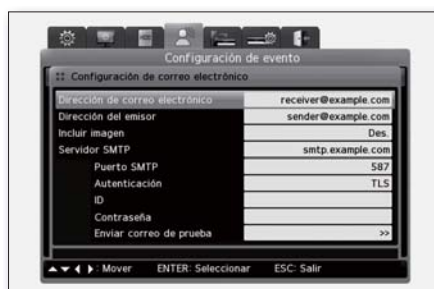 Configuración de evento
Configuración de correo electrónico
Dirección de correo electrónico receiver@example.com
Dirección del emisor sender@example.com
Incluir imagen Des.
Servidor SMTP smtp.example.com
Puerto SMTP 587
Autenticación TLS
ID
Contraseña
Enviar correo de prueba >>
▲ ▼ ◀ ▶ : Mover ENTER: Seleccionar ESC: Salir